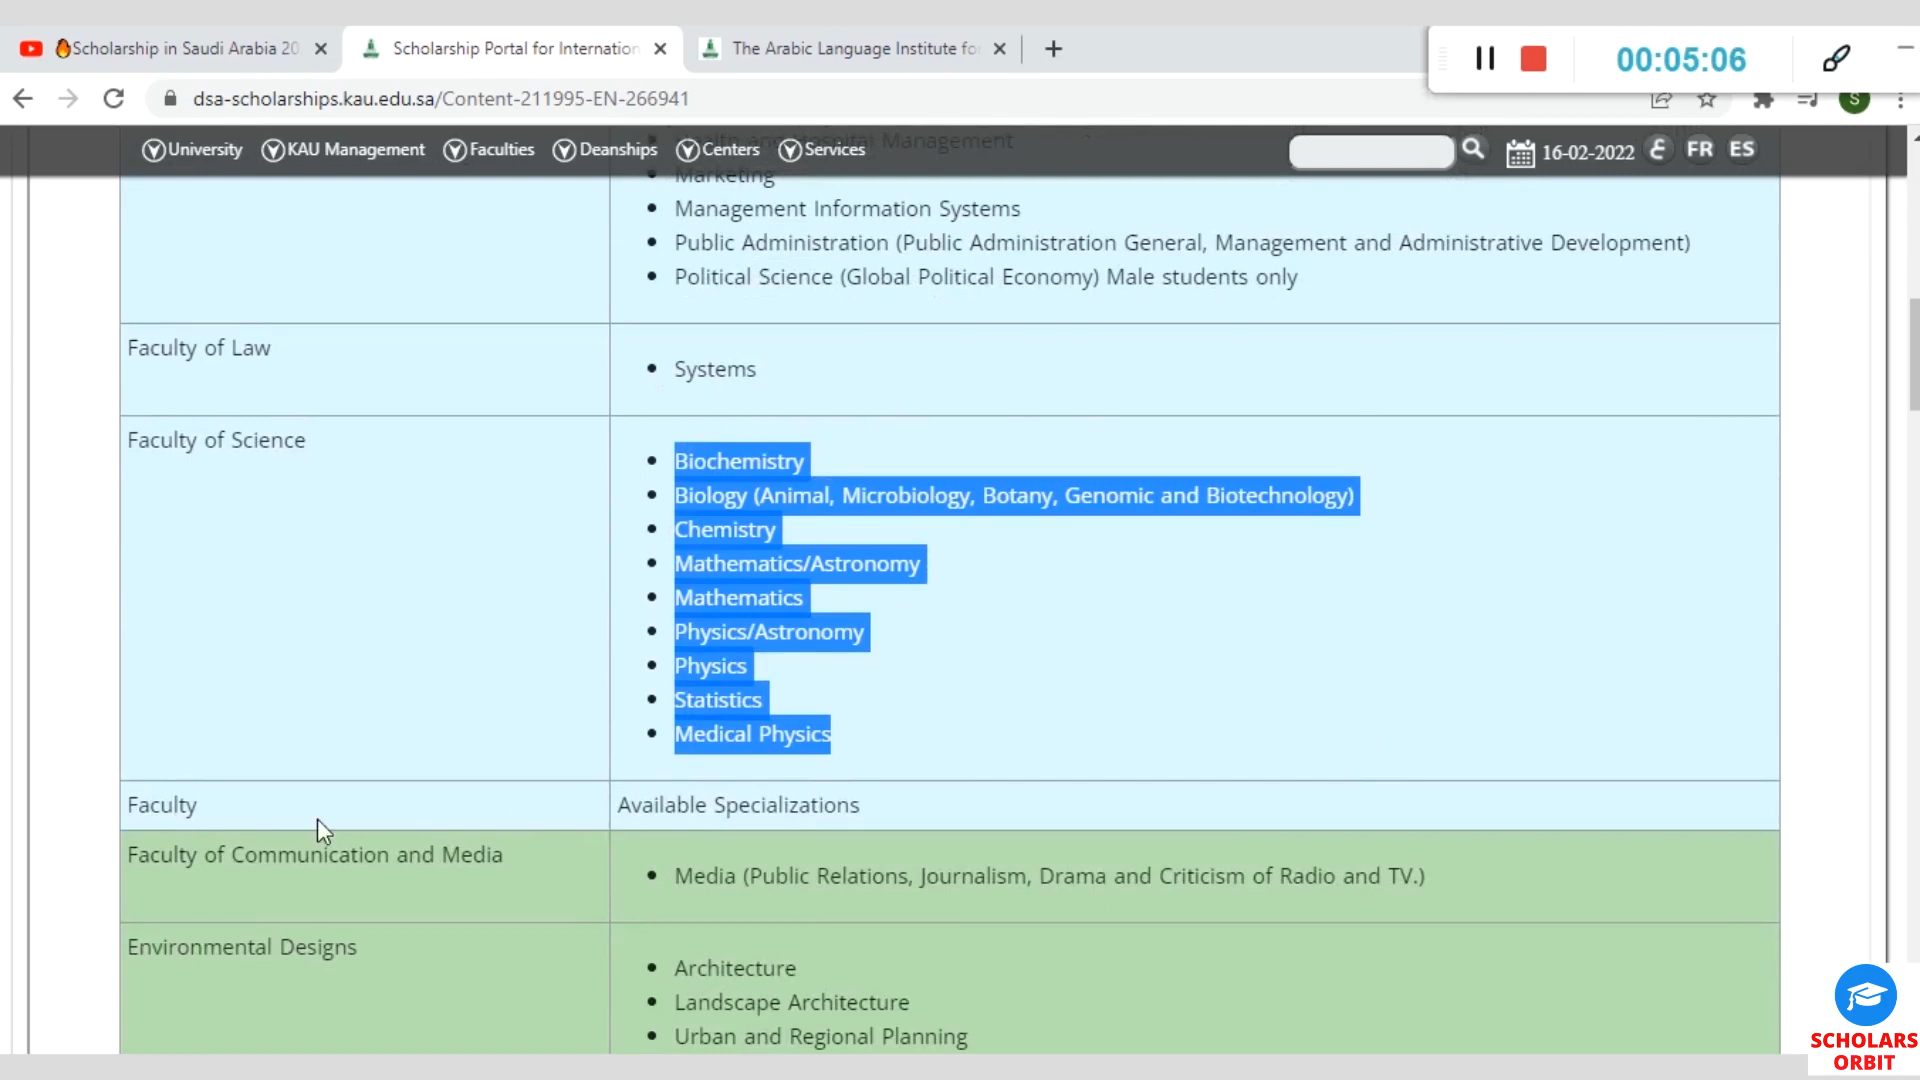 🔥Scholarship in Saudi Arabia 20
Scholarship Portal for Internation
The Arabic Language Institute fo
00:05:06
dsa-scholarships.kau.edu.sa/Content-211995-EN-266941
S
University
KAU Management
Faculties
Deanships
Centers
Services
16-02-2022
ع
FR
ES
Health and Hospital Management
Marketing
Management Information Systems
Public Administration (Public Administration General, Management and Administrative Development)
Political Science (Global Political Economy) Male students only
Faculty of Law
Systems
Faculty of Science
Biochemistry
Biology (Animal, Microbiology, Botany, Genomic and Biotechnology)
Chemistry
Mathematics/Astronomy
Mathematics
Physics/Astronomy
Physics
Statistics
Medical Physics
Faculty
Available Specializations
Faculty of Communication and Media
Media (Public Relations, Journalism, Drama and Criticism of Radio and TV.)
Environmental Designs
Architecture
Landscape Architecture
Urban and Regional Planning
SCHOLARS
ORBIT